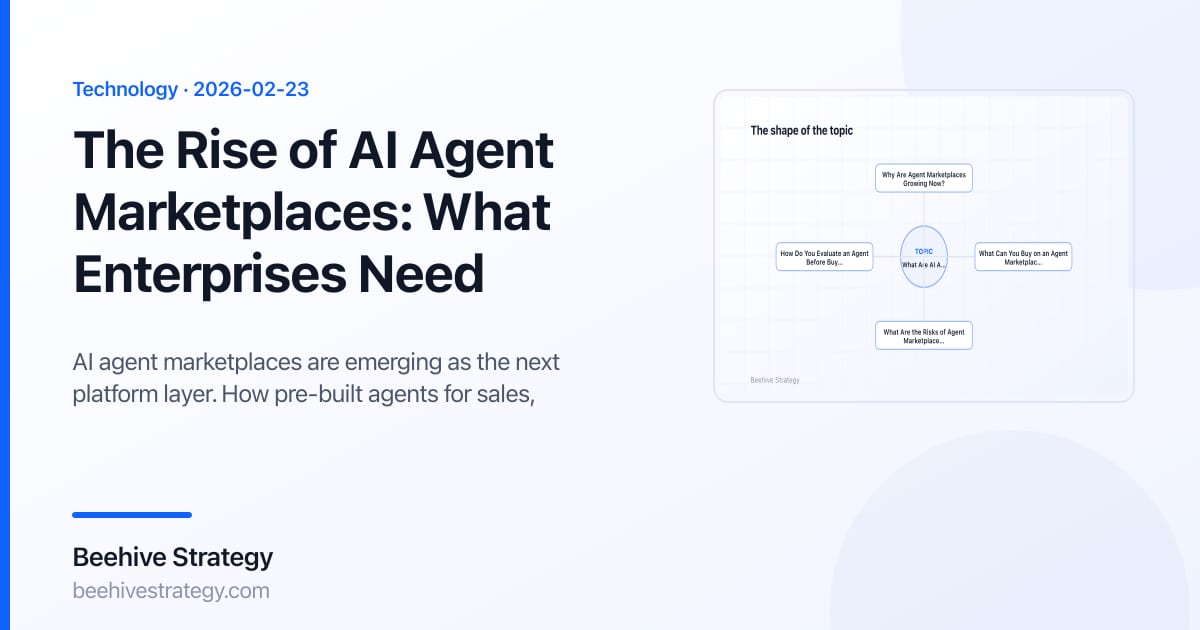 Technology · 2026-02-23
The Rise of AI Agent
Marketplaces: What
Enterprises Need
AI agent marketplaces are emerging as the next
platform layer. How pre-built agents for sales,
Beehive Strategy
beehivestrategy.com
The shape of the topic
Why Are Agent Marketplaces
Growing Now?
How Do You Evaluate an Agent
Before Buy...
TOPIC
What Are AI A...
What Can You Buy on an Agent
Marketplac...
What Are the Risks of Agent
Marketplace...
Beehive Strategy